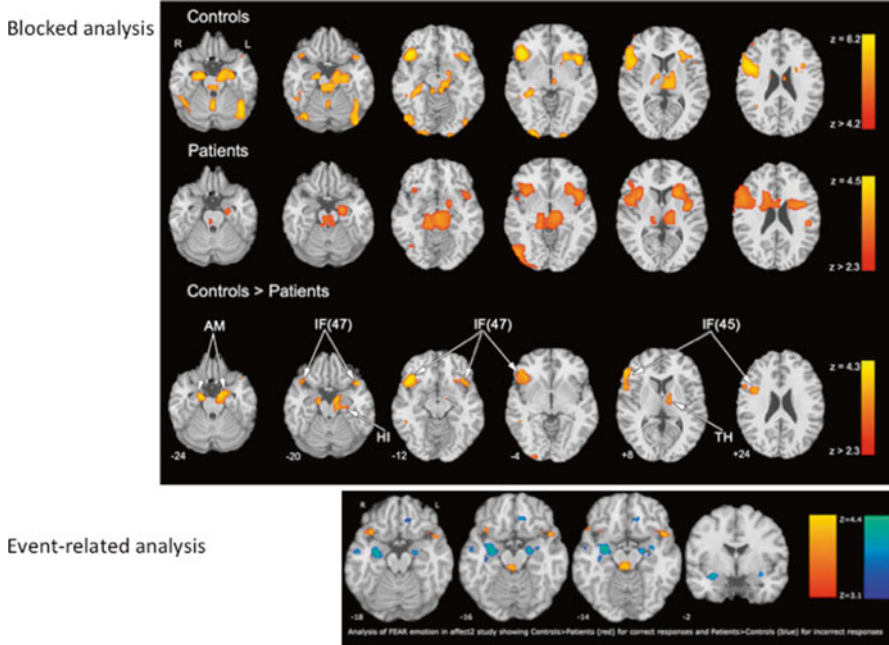 Blocked analysis
Controls
R L
z = 6.2
z > 4.2
Patients
z = 4.5
z > 2.3
Controls > Patients
AM IF(47) IF(47) IF(45)
z = 4.3
z > 2.3
HI TH
-24 -20 -12 -4 +8 +24
Event-related analysis
R L
Z=4.4
Z=3.1
-18 -16 -14 -2
Analysis of FEAR emotion in affect2 study showing Controls>Patients (red) for correct responses and Patients>Controls (blue) for incorrect responses